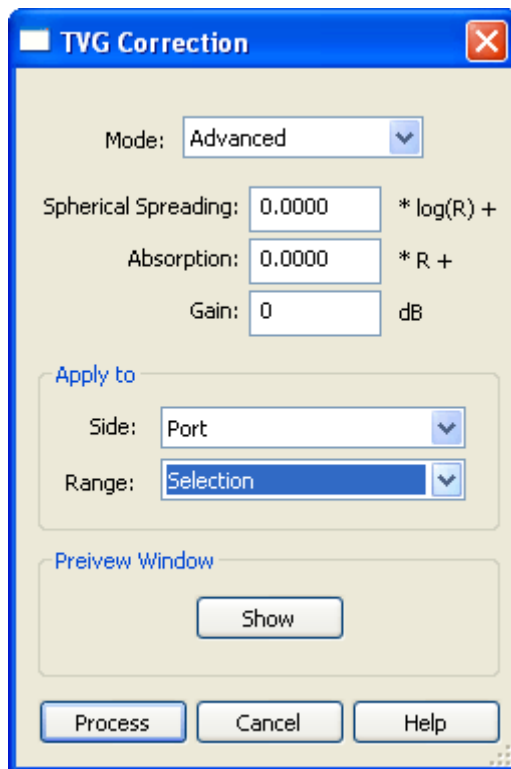 TVG Correction
Mode: Advanced
Spherical Spreading: 0.0000 * log(R) +
Absorption: 0.0000 * R +
Gain: 0 dB
Apply to
Side: Port
Range: Selection
Preivew Window
Show
Process Cancel Help